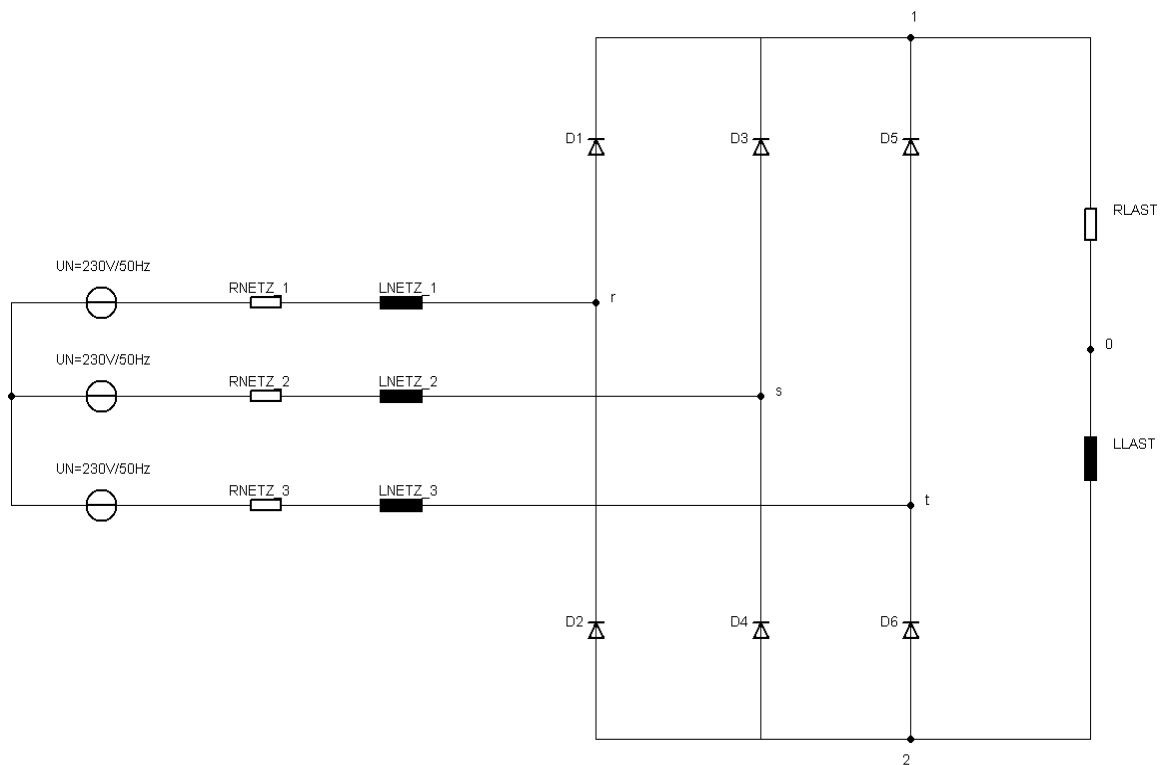 1
D1
D3
D5
RLAST
UN=230V/50Hz
RNETZ_1
LNETZ_1
r
0
UN=230V/50Hz
RNETZ_2
LNETZ_2
s
LLAST
UN=230V/50Hz
RNETZ_3
LNETZ_3
t
D2
D4
D6
2